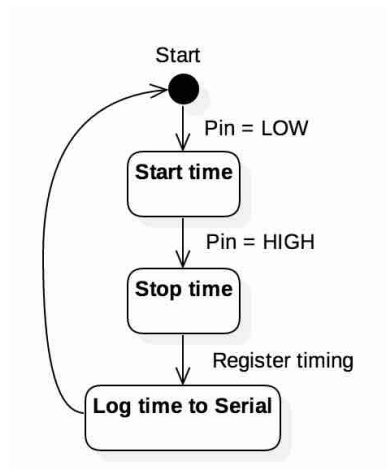 Start
Pin = LOW
Start time
Pin = HIGH
Stop time
Register timing
Log time to Serial